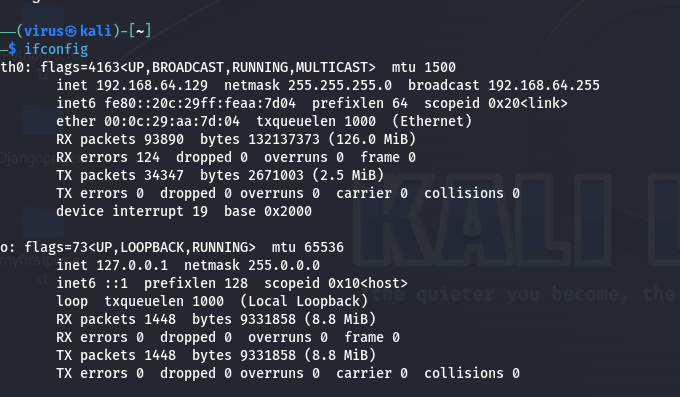 (virus㉿kali)-[~]
$ ifconfig
th0: flags=4163<UP,BROADCAST,RUNNING,MULTICAST>  mtu 1500
inet 192.168.64.129  netmask 255.255.255.0  broadcast 192.168.64.255
inet6 fe80::20c:29ff:feaa:7d04  prefixlen 64  scopeid 0x20<link>
ether 00:0c:29:aa:7d:04  txqueuelen 1000  (Ethernet)
RX packets 93890  bytes 132137373 (126.0 MiB)
RX errors 124  dropped 0  overruns 0  frame 0
TX packets 34347  bytes 2671003 (2.5 MiB)
TX errors 0  dropped 0 overruns 0  carrier 0  collisions 0
device interrupt 19  base 0x2000
KALI
o: flags=73<UP,LOOPBACK,RUNNING>  mtu 65536
inet 127.0.0.1  netmask 255.0.0.0
inet6 ::1  prefixlen 128  scopeid 0x10<host>
loop  txqueuelen 1000  (Local Loopback)
RX packets 1448  bytes 9331858 (8.8 MiB)
RX errors 0  dropped 0  overruns 0  frame 0
TX packets 1448  bytes 9331858 (8.8 MiB)
TX errors 0  dropped 0 overruns 0  carrier 0  collisions 0
the quieter you become, the